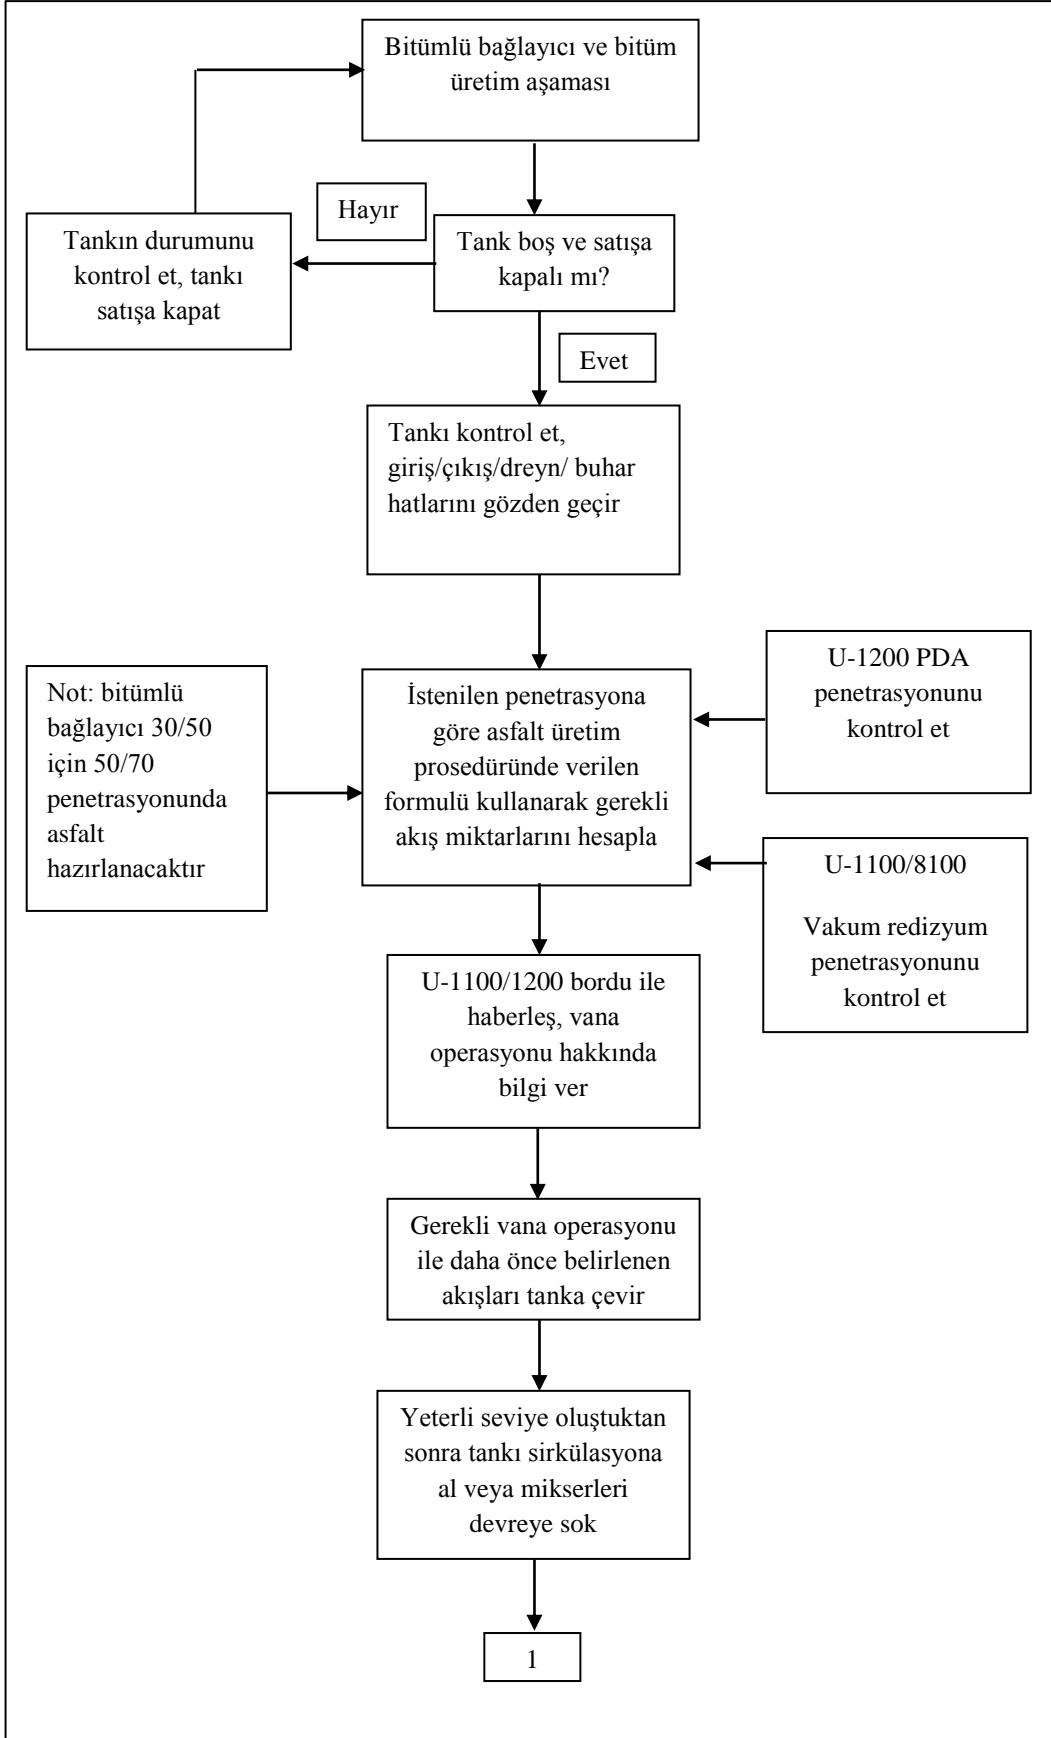 Bitümlü bağlayıcı ve bitüm
üretim aşaması
Hayır
Tankın durumunu
kontrol et, tankı
satışa kapat
Tank boş ve satışa
kapalı mı?
Evet
Tankı kontrol et,
giriş/çıkış/dreyn/ buhar
hatlarını gözden geçir
Not: bitümlü
bağlayıcı 30/50
için 50/70
penetrasyonunda
asfalt
hazırlanacaktır
İstenilen penetrasyona
göre asfalt üretim
prosedüründe verilen
formulü kullanarak gerekli
akış miktarlarını hesapla
U-1200 PDA
penetrasyonunu
kontrol et
U-1100/8100
Vakum redizyum
penetrasyonunu
kontrol et
U-1100/1200 bordu ile
haberleş, vana
operasyonu hakkında
bilgi ver
Gerekli vana operasyonu
ile daha önce belirlenen
akışları tanka çevir
Yeterli seviye oluştuktan
sonra tankı sirkülasyona
al veya mikserleri
devreye sok
1